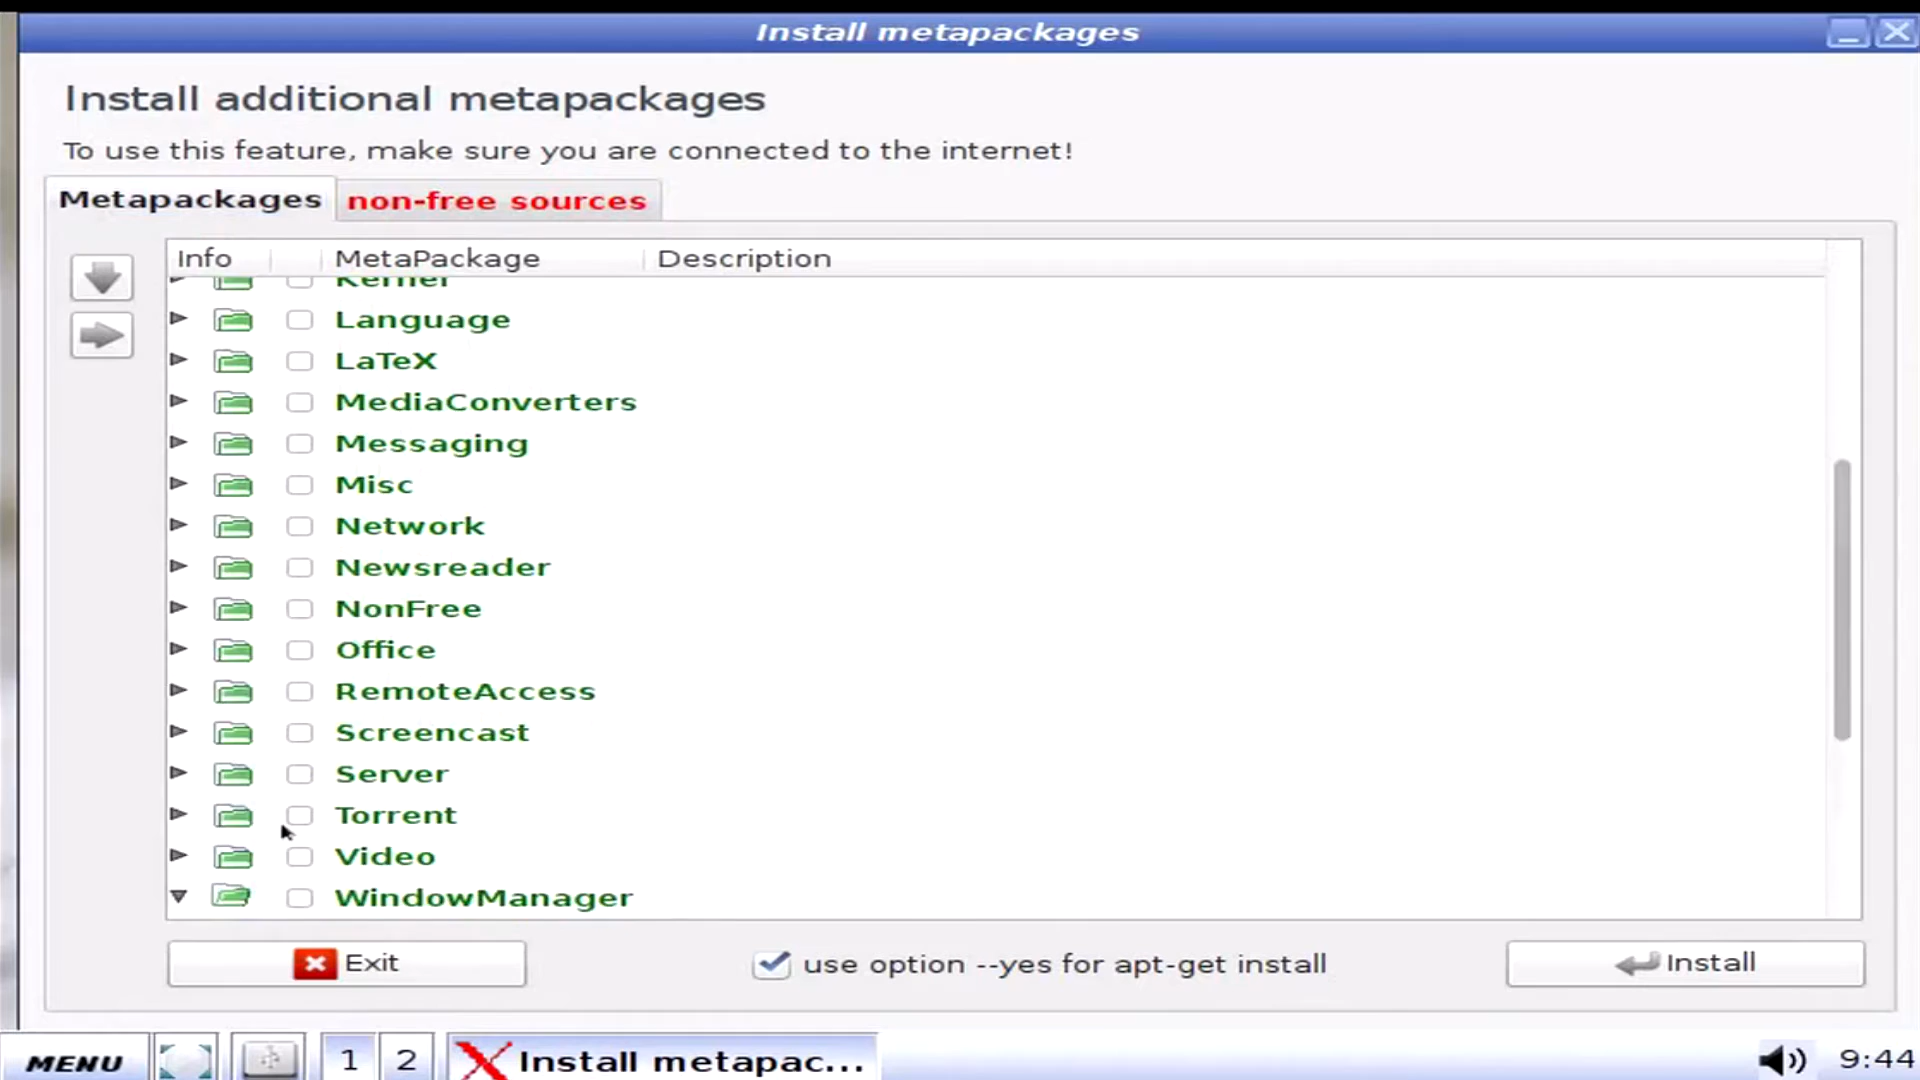 Install metapackages
Install additional metapackages
To use this feature, make sure you are connected to the internet!
Metapackages
non-free sources
Info MetaPackage Description
Kernel
Language
LaTeX
MediaConverters
Messaging
Misc
Network
Newsreader
NonFree
Office
RemoteAccess
Screencast
Server
Torrent
Video
WindowManager
Exit
use option --yes for apt-get install
Install
MENU 1 2 Install metapac... 9:44